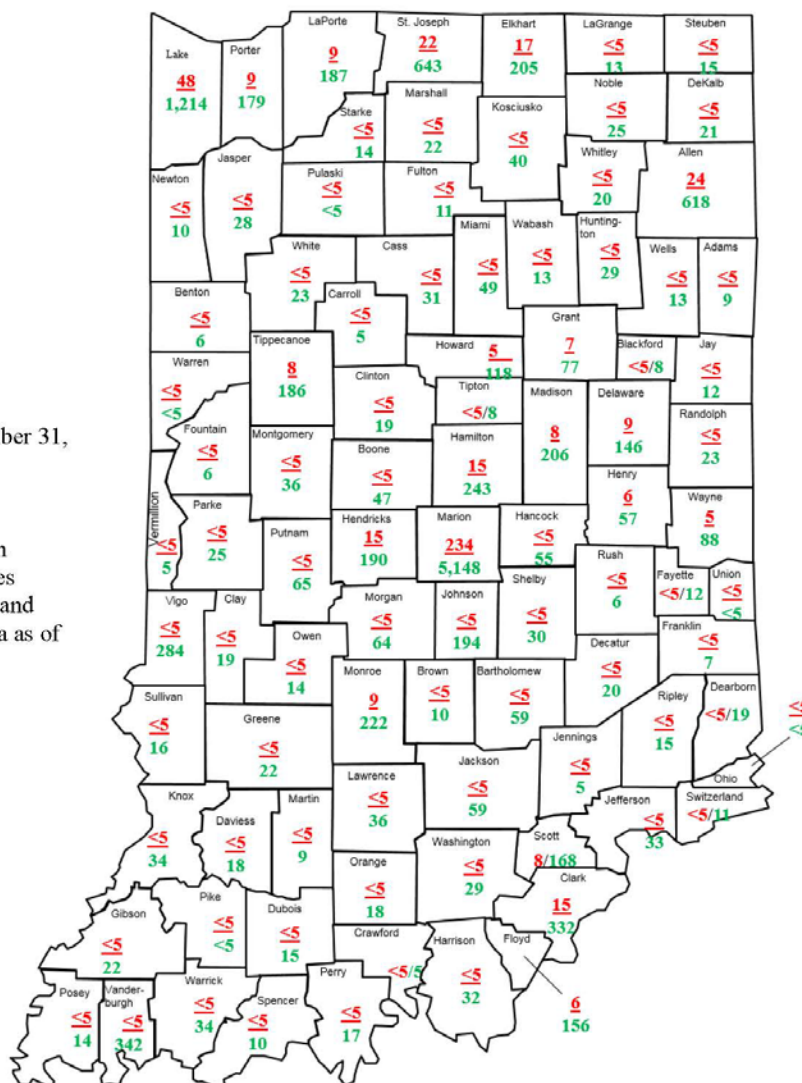 LaPorte
9
187
St. Joseph
22
643
Elkhart
17
205
LaGrange
<5
13
Steuben
<5
15
Lake
48
1,214
Porter
9
179
Starke
<5
14
Marshall
<5
22
Kosciusko
<5
40
Noble
<5
25
DeKalb
<5
21
Whitley
<5
20
Allen
24
618
Newton
<5
10
Jasper
<5
28
Pulaski
<5
<5
Fulton
<5
11
Miami
<5
49
Wabash
<5
13
Hunting-
ton
<5
29
Wells
<5
13
Adams
<5
9
White
<5
23
Cass
<5
31
Carroll
<5
5
Benton
<5
6
Tippecanoe
8
186
Howard
5
118
Grant
7
77
Blackford
<5/8
Jay
<5
12
Warren
<5
<5
Clinton
<5
19
Tipton
<5/8
Madison
8
206
Delaware
9
146
Randolph
<5
23
Fountain
<5
6
Montgomery
<5
36
Boone
<5
47
Hamilton
15
243
Henry
6
57
Wayne
5
88
ber 31,
Vermillion
<5
5
Parke
<5
25
Putnam
<5
65
Hendricks
15
190
Marion
234
5,148
Hancock
<5
55
Rush
<5
6
Fayette
<5/12
Union
<5
<5
n
es
and
a as of
Vigo
<5
284
Clay
<5
19
Owen
<5
14
Morgan
<5
64
Johnson
<5
194
Shelby
<5
30
Decatur
<5
20
Franklin
<5
7
Sullivan
<5
16
Greene
<5
22
Monroe
9
222
Brown
<5
10
Bartholomew
<5
59
Jennings
<5
5
Ripley
<5
15
Dearborn
<5/19
Ohio
<5
<5
Knox
<5
34
Daviess
<5
18
Martin
<5
9
Lawrence
<5
36
Jackson
<5
59
Jefferson
<5
33
Switzerland
<5/11
Orange
<5
18
Washington
<5
29
Scott
8/168
Clark
15
332
Gibson
<5
22
Pike
<5
<5
Dubois
<5
15
Crawford
<5/5
Harrison
<5
32
Floyd
6
156
Posey
<5
14
Vander-
burgh
<5
342
Warrick
<5
34
Spencer
<5
10
Perry
<5
17